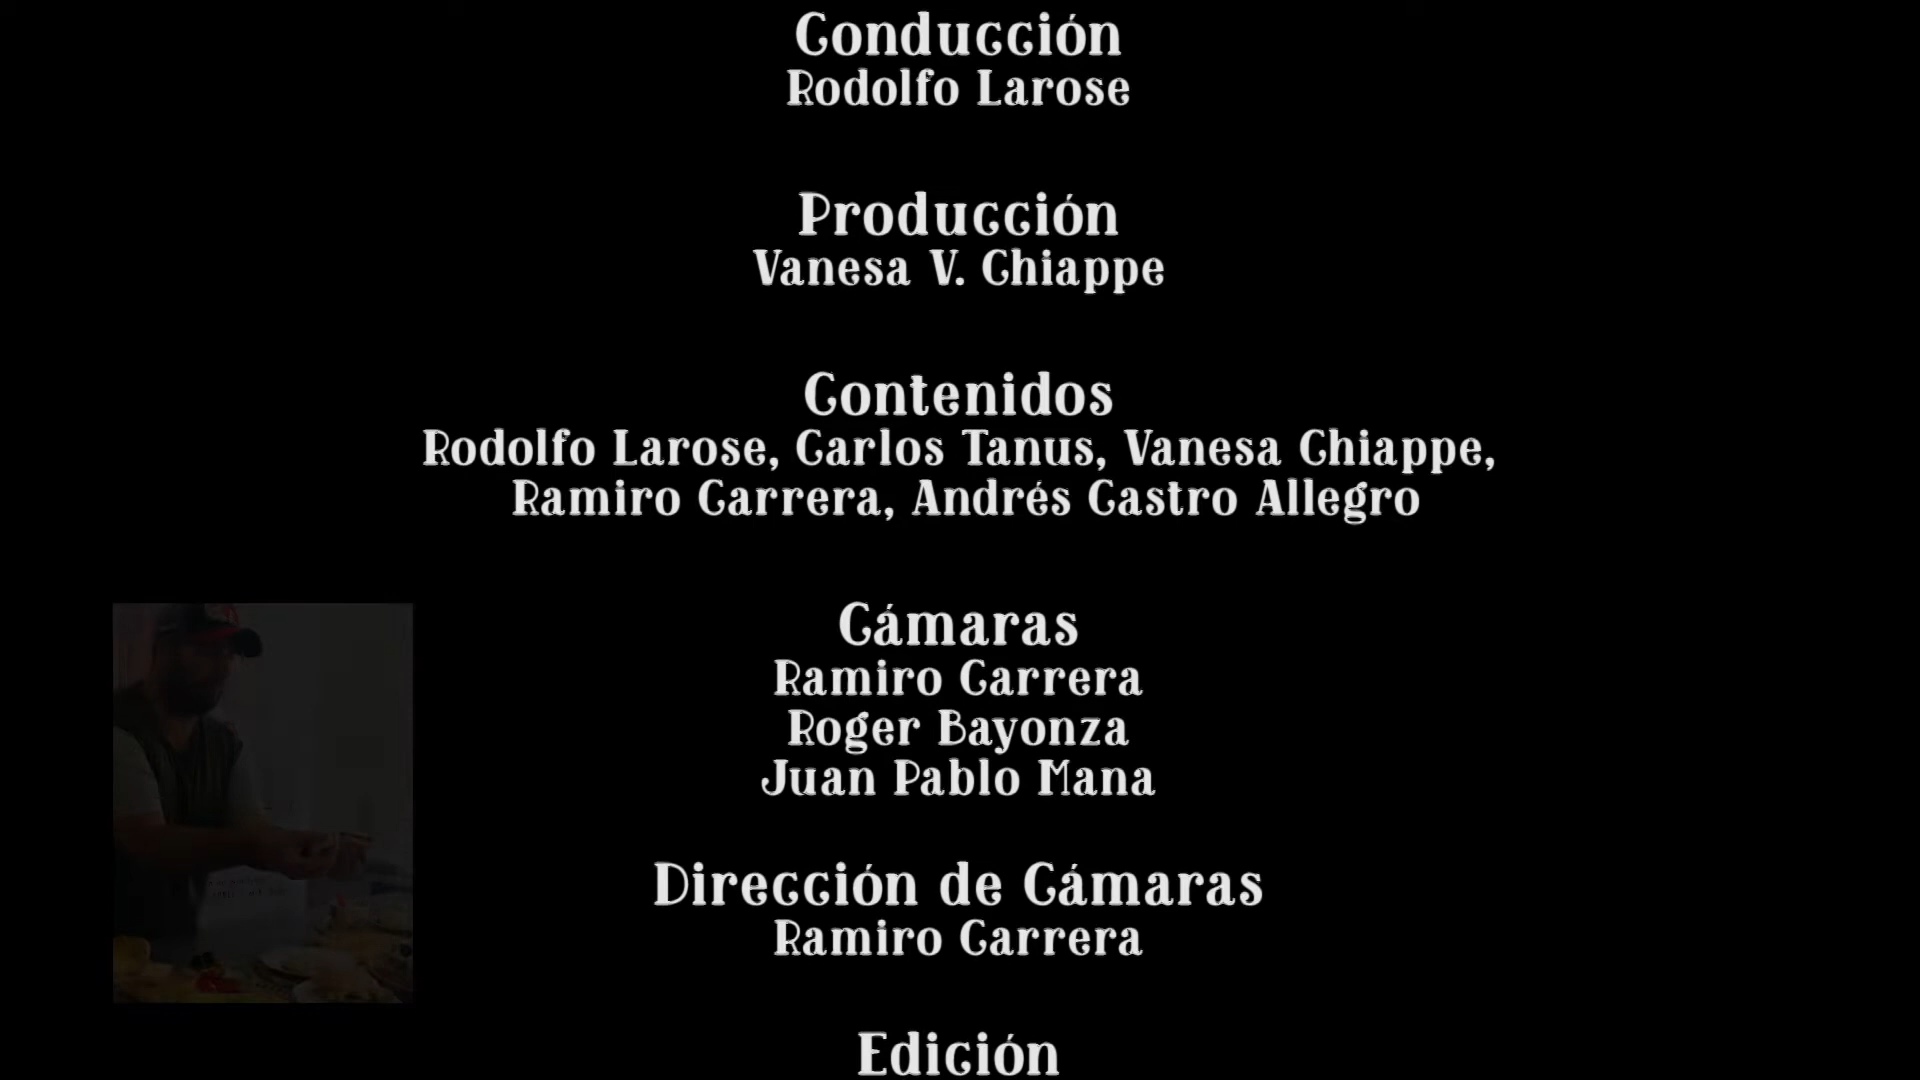 Conducción
Rodolfo Larose
Producción
Vanesa V. Chiappe
Contenidos
Rodolfo Larose, Carlos Tanus, Vanesa Chiappe,
Ramiro Carrera, Andrés Castro Allegro
Cámaras
Ramiro Carrera
Roger Bayonza
Juan Pablo Mana
Dirección de Cámaras
Ramiro Carrera
Edición